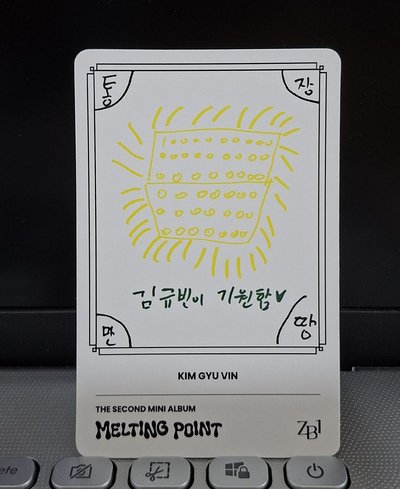 통 장
김규빈이 기원함♥
만 땅
KIM GYU VIN
THE SECOND MINI ALBUM
MELTING POINT
ZB1